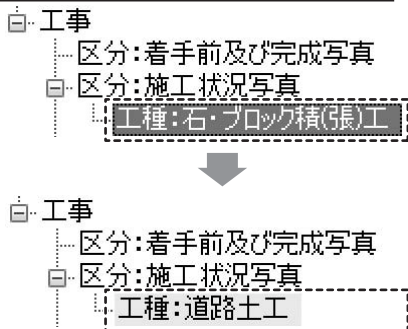 工事
区分:着手前及び完成写真
区分:施工状況写真
工種:石・ブロック積(張)工
工事
区分:着手前及び完成写真
区分:施工状況写真
工種:道路土工